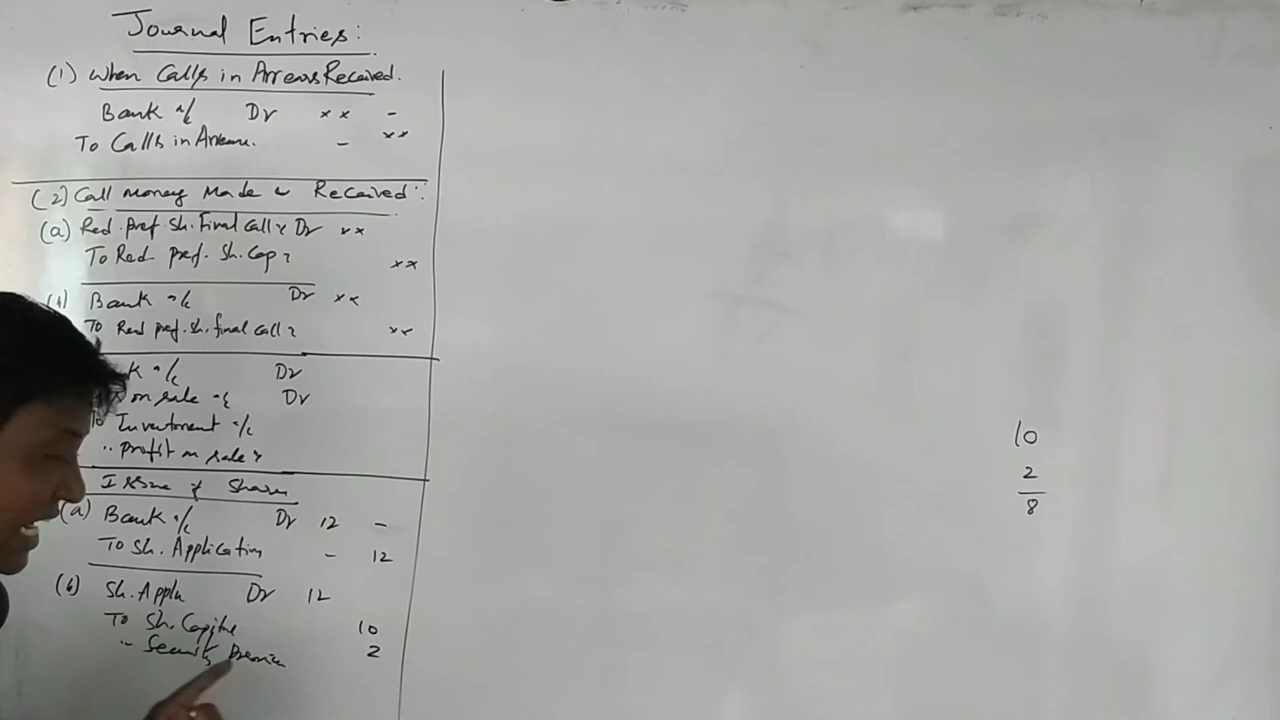 Journal Entries:
(1) When Calls in Arrears Received.
Bank a/c Dr xx -
To Calls in Arrears. - xx
(2) Call money Made & Received:
(a) Red. pref. Sh. Final Call Dr xx
To Red. pref. Sh. Cap xx
Bank a/c Dr xx
To Red. pref. sh. final call xx
k a/c Dr
on sale a/c Dr
To Investment a/c
" profit on sale
Issue of Shares
(a) Bank a/c Dr 12 -
To Sh. Application - 12
(b) Sh. Appln Dr 12
To Sh. Capital 10
" Security Premium 2
10
2
8